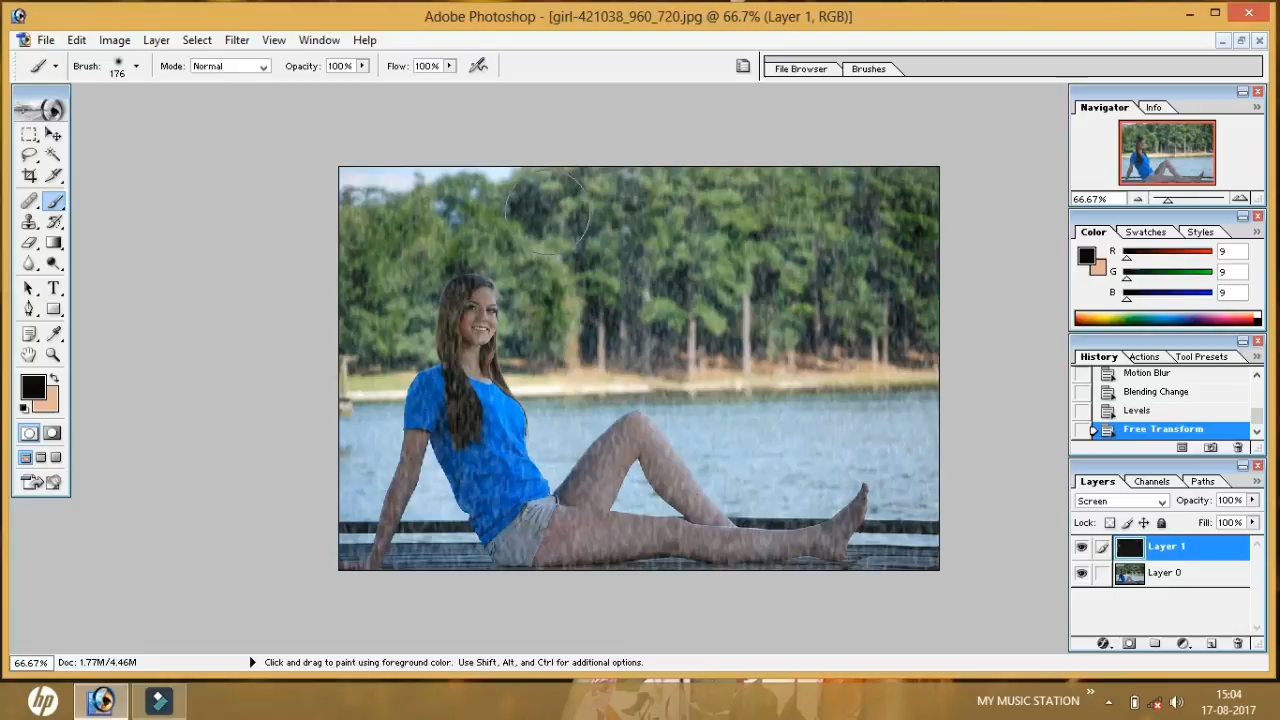 Adobe Photoshop - [girl-421038_960_720.jpg @ 66.7% (Layer 1, RGB)]
File Edit Image Layer Select Filter View Window Help
Brush: 176 Mode: Normal Opacity: 100% Flow: 100% File Browser Brushes
Navigator Info
66.67%
Color Swatches Styles
R 9
G 9
B 9
History Actions Tool Presets
Motion Blur
Blending Change
Levels
Free Transform
Layers Channels Paths
Screen Opacity: 100%
Lock: Fill: 100%
Layer 1
Layer 0
66.67% Doc: 1.77M/4.46M Click and drag to paint using foreground color. Use Shift, Alt, and Ctrl for additional options.
hp MY MUSIC STATION 15:04
17-08-2017